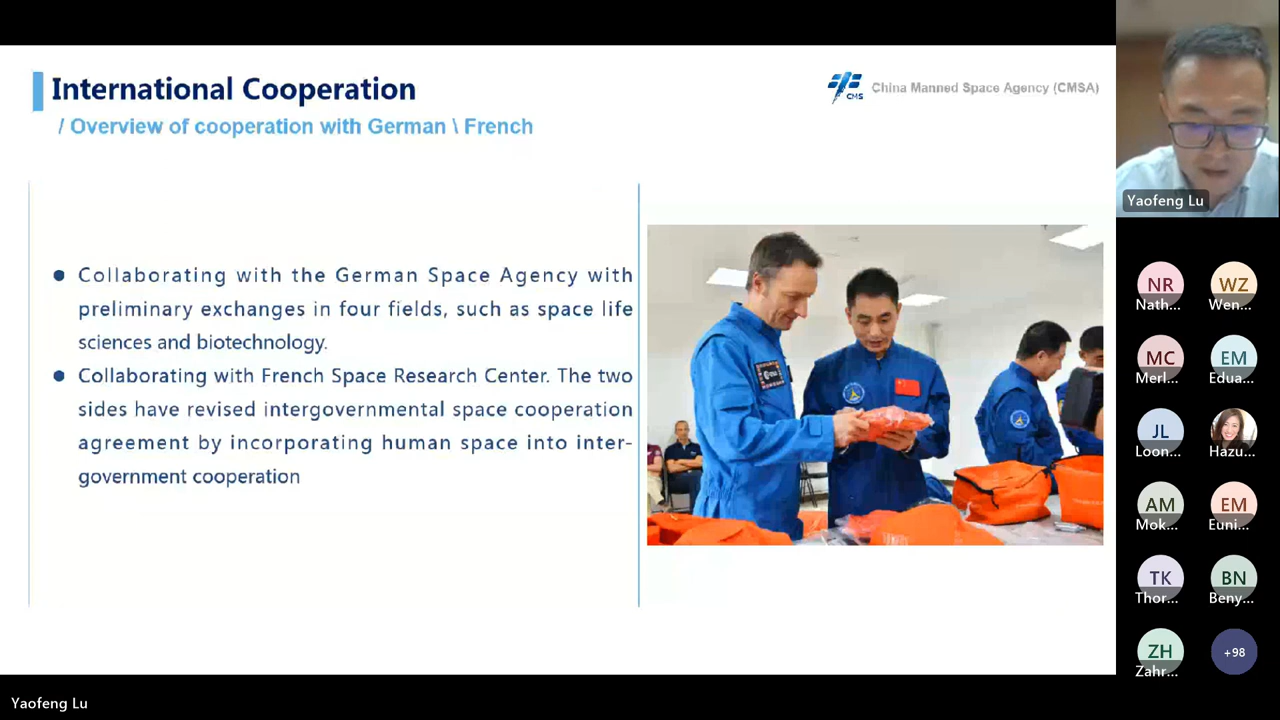 International Cooperation
/ Overview of cooperation with German \ French
CMS
China Manned Space Agency (CMSA)
● Collaborating with the German Space Agency with
preliminary exchanges in four fields, such as space life
sciences and biotechnology.
● Collaborating with French Space Research Center. The two
sides have revised intergovernmental space cooperation
agreement by incorporating human space into inter-
government cooperation
Yaofeng Lu
NR
Nath...
WZ
Wen...
MC
Merl...
EM
Edua...
JL
Loon...
Hazu...
AM
Mok...
EM
Euni...
TK
Thor...
BN
Beny...
ZH
Zahr...
+98
Yaofeng Lu